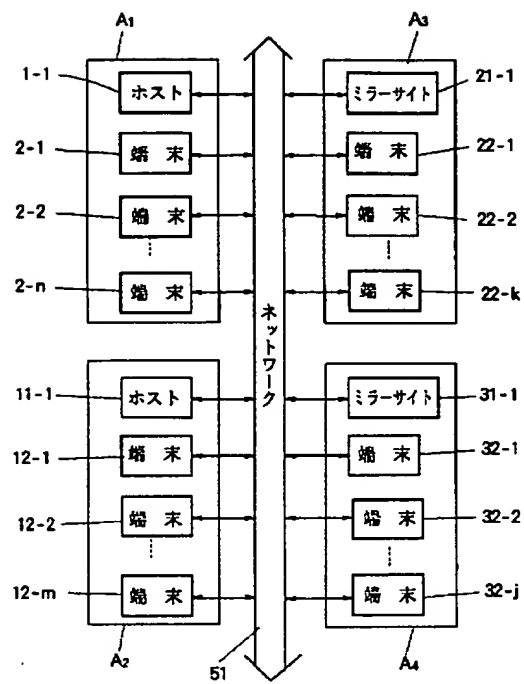 A1
1-1 ホスト
2-1 端末
2-2 端末
2-n 端末
A3
ミラーサイト 21-1
端末 22-1
端末 22-2
端末 22-k
ネットワーク
11-1 ホスト
12-1 端末
12-2 端末
12-m 端末
A2
51
ミラーサイト 31-1
端末 32-1
端末 32-2
端末 32-j
A4